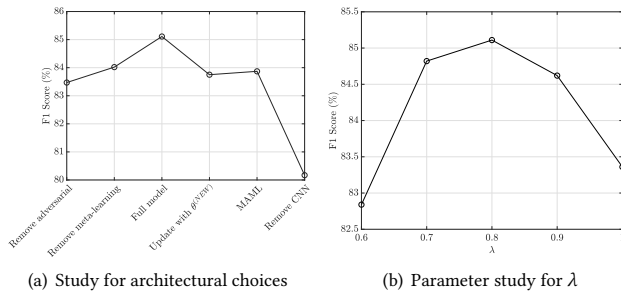 86
85
84
83
82
81
80
F1 Score (%)
Remove adversarial
Remove meta-learning
Full model
Update with θ(NEW)
MAML
Remove CNN
(a) Study for architectural choices
85.5
85
84.5
84
83.5
83
82.5
F1 Score (%)
0.6 0.7 0.8 0.9
λ
(b) Parameter study for λ